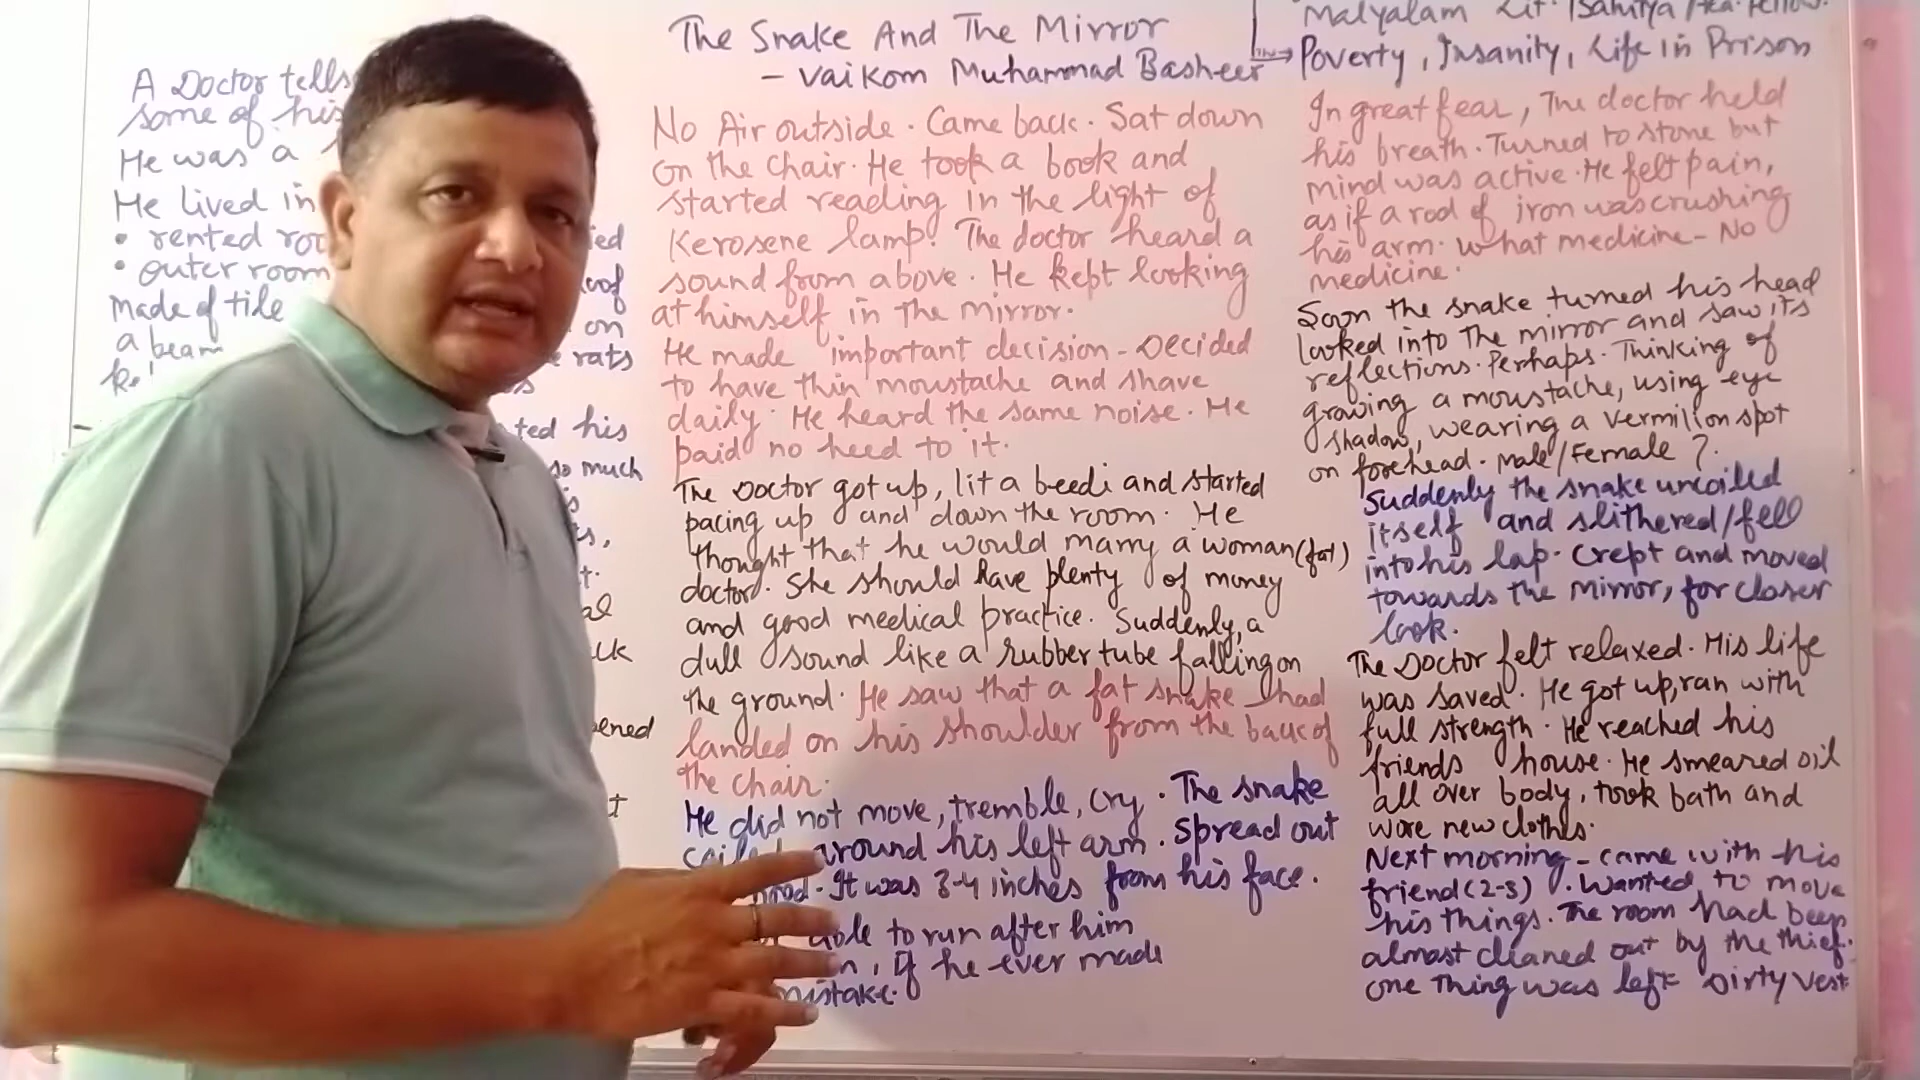 The Snake And The Mirror
- Vaikom Muhammad Basheer
Malyalam Lit.
Poverty, Insanity, Life in Prison
A Doctor tells
some of his
He was a
He lived in
• rented
• outer room
made of tile
a beam
ied
on
rats
ted his
so much
ened
No Air outside. Came back. Sat down
on the chair. He took a book and
started reading in the light of
Kerosene lamp. The doctor heard a
sound from above. He kept looking
at himself in the mirror.
He made important decision - Decided
to have thin moustache and shave
daily. He heard the same noise. He
paid no heed to it.
The Doctor got up, lit a beedi and started
pacing up and down the room. He
thought that he would marry a woman (fat)
doctor. She should have plenty of money
and good medical practice. Suddenly, a
dull sound like a rubber tube falling on
the ground. He saw that a fat snake had
landed on his shoulder from the back of
the chair.
He did not move, tremble, cry. The snake
coiled around his left arm. Spread out
It was 3-4 inches from his face.
able to run after him
, If he ever made
mistake.
In great fear, The doctor held
his breath. Turned to stone but
mind was active. He felt pain,
as if a rod of iron was crushing
his arm. What medicine - No
medicine.
Soon the snake turned his head
looked into the mirror and saw its
reflections. Perhaps. Thinking of
growing a moustache, using eye
shadow, wearing a vermilion spot
on forehead. Male/Female?
Suddenly the snake uncoiled
itself and slithered/fell
into his lap. Crept and moved
towards the mirror, for closer
look.
The Doctor felt relaxed. His life
was saved. He got up, ran with
full strength. He reached his
friends house. He smeared oil
all over body, took bath and
wore new clothes.
Next morning - came with his
friend (2-3). Wanted to move
his things. The room had been
almost cleaned out by the thief.
one thing was left Dirty vest